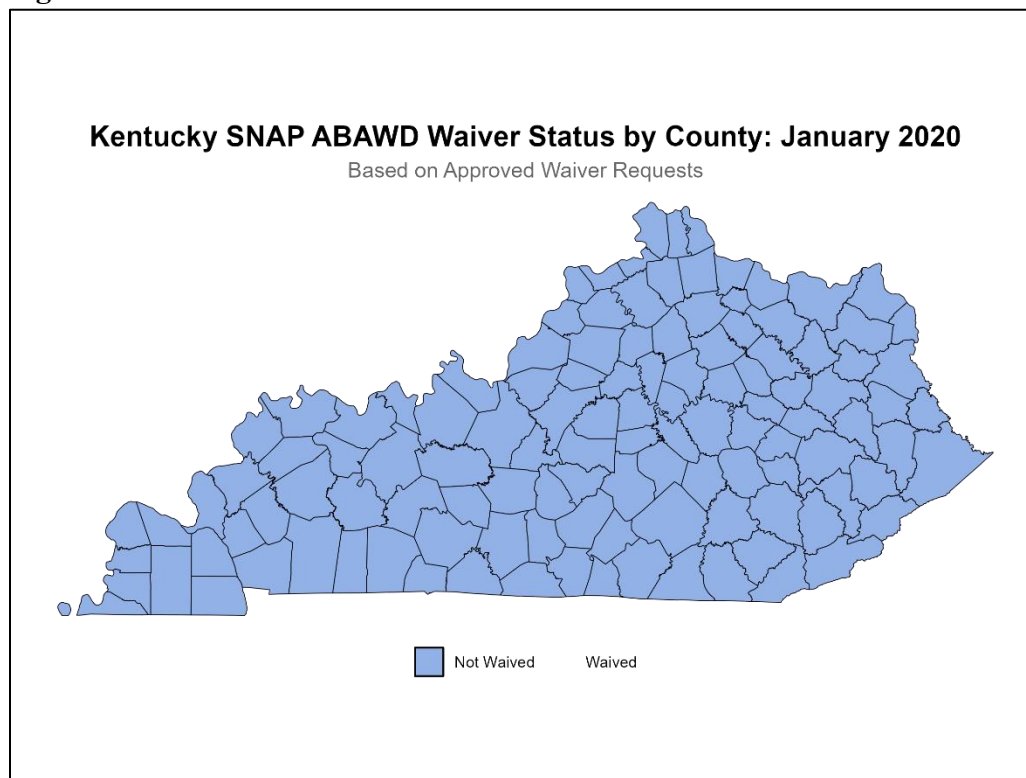 Kentucky SNAP ABAWD Waiver Status by County: January 2020
Based on Approved Waiver Requests
Not Waived Waived